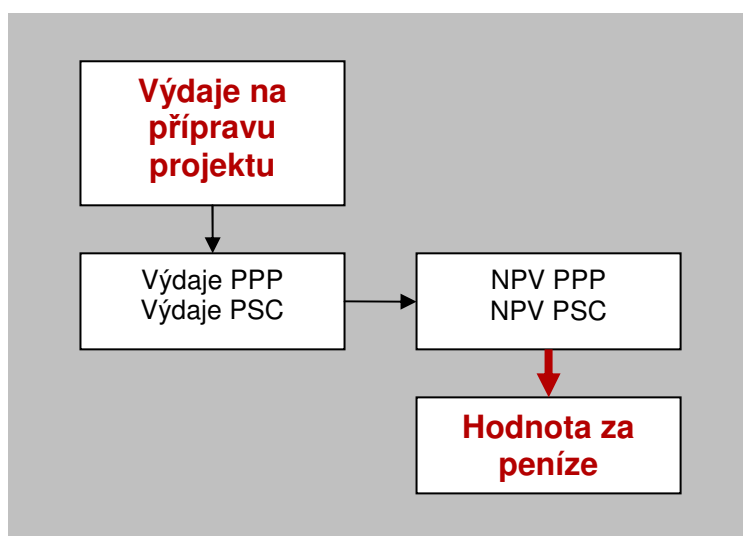 Výdaje na
přípravu
projektu
Výdaje PPP
Výdaje PSC
NPV PPP
NPV PSC
Hodnota za
peníze